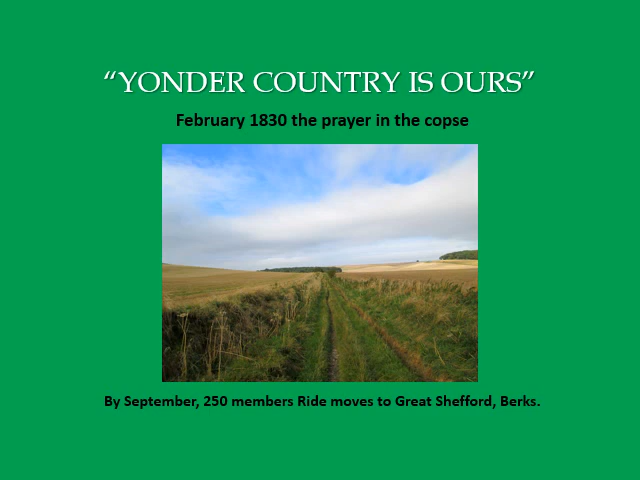 “YONDER COUNTRY IS OURS”
February 1830 the prayer in the copse
By September, 250 members Ride moves to Great Shefford, Berks.